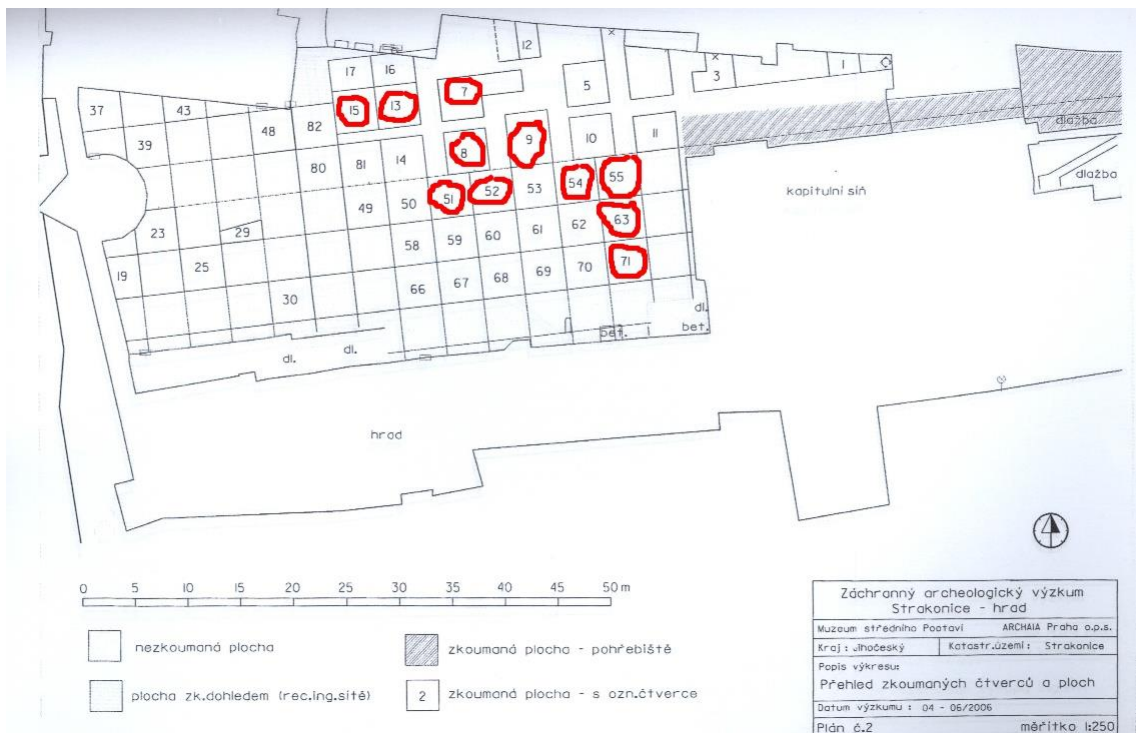 12
17
16
7
5
3
1
37
43
15
13
48
82
39
8
9
10
11
80
81
14
51
52
53
54
55
49
50
23
29
58
59
60
61
62
63
19
25
30
66
67
68
69
70
71
dlažba
dlažba
kapitulní síň
dl.
bet.
bet.
dl.
dl.
hrad
0 5 10 15 20 25 30 35 40 45 50 m
nezkoumaná plocha
zkoumaná plocha - pohřebiště
plocha zk.dohledem (rec.ing.sítě)
2
zkoumaná plocha - s ozn.čtverce
Záchranný archeologický výzkum
Strakonice - hrad
Muzeum středního Pootaví ARCHAIA Praha o.p.s.
Kraj : Jihočeský Katastr.území : Strakonice
Popis výkresu:
Přehled zkoumaných čtverců a ploch
Datum výzkumu : 04 - 06/2006
Plán č.2 měřítko 1:250